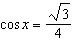 cos x = √3/4